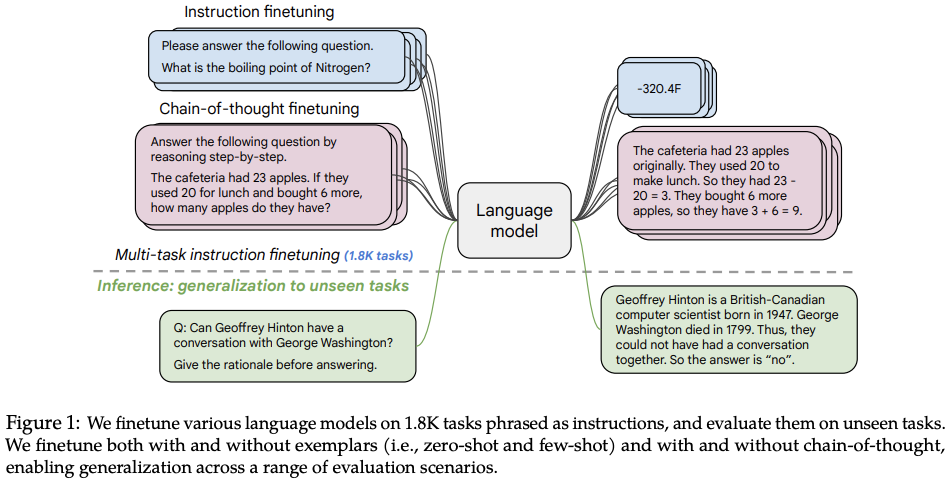 Instruction finetuning
Please answer the following question.
What is the boiling point of Nitrogen?
-320.4F
Chain-of-thought finetuning
Answer the following question by
reasoning step-by-step.
The cafeteria had 23 apples. If they
used 20 for lunch and bought 6 more,
how many apples do they have?
Language
model
The cafeteria had 23 apples
originally. They used 20 to
make lunch. So they had 23 -
20 = 3. They bought 6 more
apples, so they have 3 + 6 = 9.
Multi-task instruction finetuning (1.8K tasks)
Inference: generalization to unseen tasks
Q: Can Geoffrey Hinton have a
conversation with George Washington?
Give the rationale before answering.
Geoffrey Hinton is a British-Canadian
computer scientist born in 1947. George
Washington died in 1799. Thus, they
could not have had a conversation
together. So the answer is “no”.
Figure 1: We finetune various language models on 1.8K tasks phrased as instructions, and evaluate them on unseen tasks.
We finetune both with and without exemplars (i.e., zero-shot and few-shot) and with and without chain-of-thought,
enabling generalization across a range of evaluation scenarios.